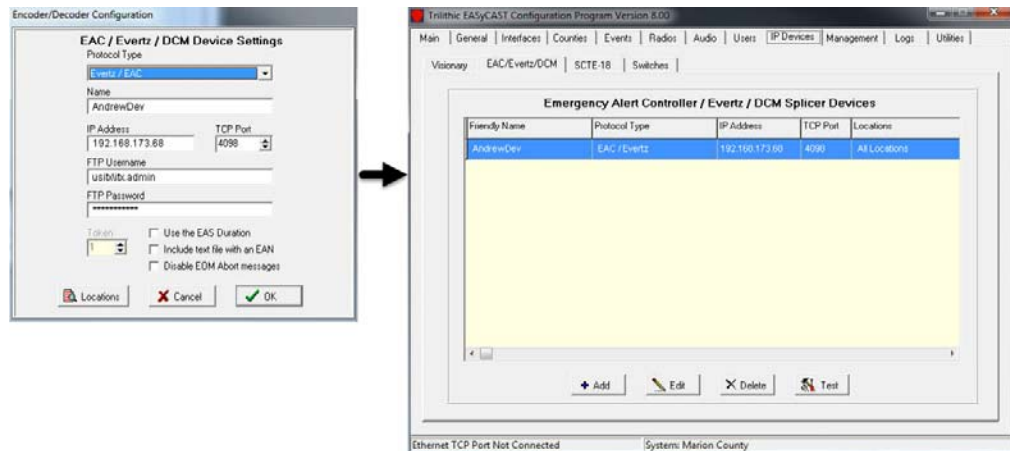 Encoder/Decoder Configuration
EAC / Evertz / DCM Device Settings
Protocol Type
Evertz / EAC
Name
AndrewDev
IP Address TCP Port
192.168.173.68 4098
FTP Username
usiblvtx.admin
FTP Password
***********
Token
1
Use the EAS Duration
Include text file with an EAN
Disable EOM Abort messages
Locations Cancel OK
Trilithic EASyCAST Configuration Program Version 8.00
Main General Interfaces Counties Events Radios Audio Users IP Devices Management Logs Utilities
Visionary EAC/Evertz/DCM SCTE-18 Switches
Emergency Alert Controller / Evertz / DCM Splicer Devices
Friendly Name Protocol Type IP Address TCP Port Locations
AndrewDev EAC / Evertz 192.168.173.68 4098 All Locations
Add Edit Delete Test
Ethernet TCP Port Not Connected System: Marion County